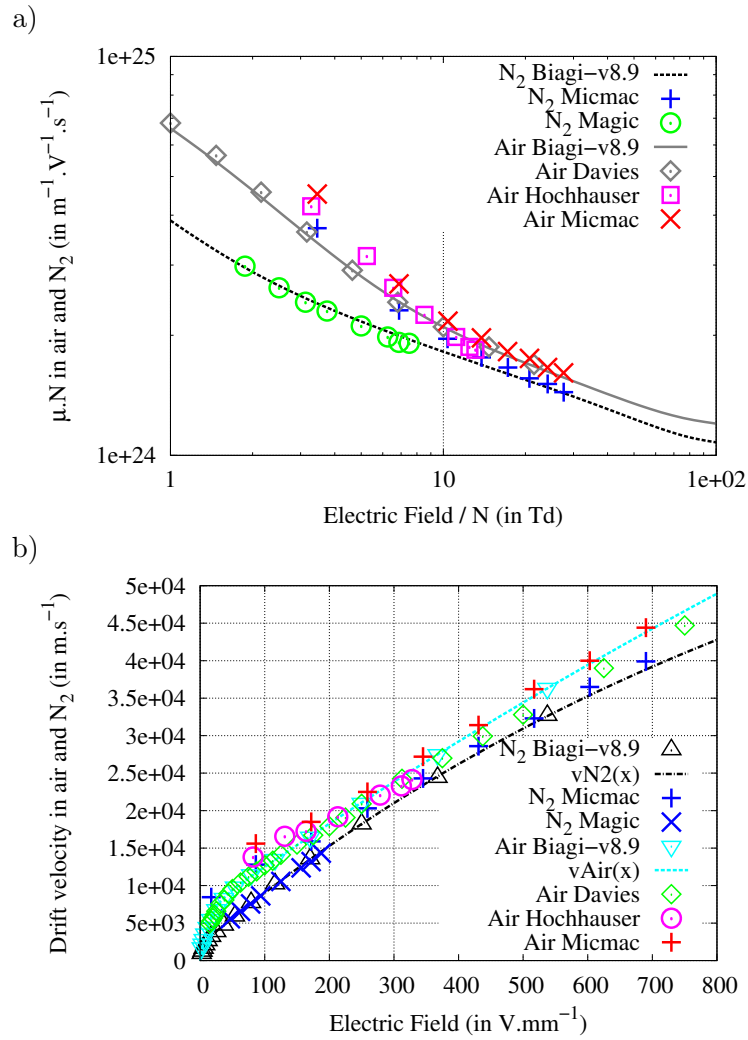 a)
1e+25
N₂ Biagi−v8.9
N₂ Micmac
N₂ Magic
Air Biagi−v8.9
Air Davies
Air Hochhauser
Air Micmac
μ.N in air and N₂ (in m⁻¹.V⁻¹.s⁻¹)
1e+24
1 10 1e+02
Electric Field / N (in Td)
b)
5e+04
4.5e+04
4e+04
3.5e+04
3e+04
2.5e+04
2e+04
1.5e+04
1e+04
5e+03
0
Drift velocity in air and N₂ (in m.s⁻¹)
N₂ Biagi−v8.9
vN2(x)
N₂ Micmac
N₂ Magic
Air Biagi−v8.9
vAir(x)
Air Davies
Air Hochhauser
Air Micmac
0 100 200 300 400 500 600 700 800
Electric Field (in V.mm⁻¹)